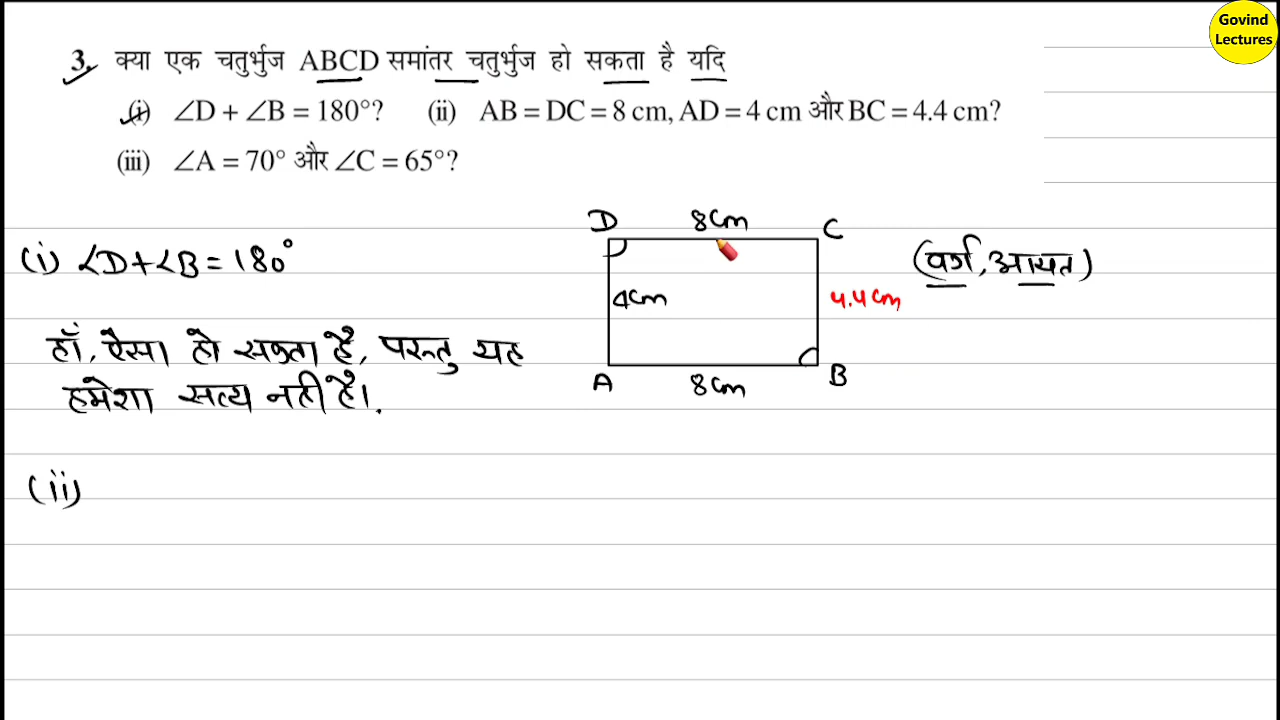 Govind
Lectures
3. क्या एक चतुर्भुज ABCD समांतर चतुर्भुज हो सकता है यदि
(i) ∠D + ∠B = 180°? (ii) AB = DC = 8 cm, AD = 4 cm और BC = 4.4 cm?
(iii) ∠A = 70° और ∠C = 65°?
D 8cm C
(i) ∠D+∠B=180° (वर्ग, आयत)
4cm 4.4cm
हाँ, ऐसा हो सकता है, परन्तु यह
A 8cm B
हमेशा सत्य नही है।.
(ii)